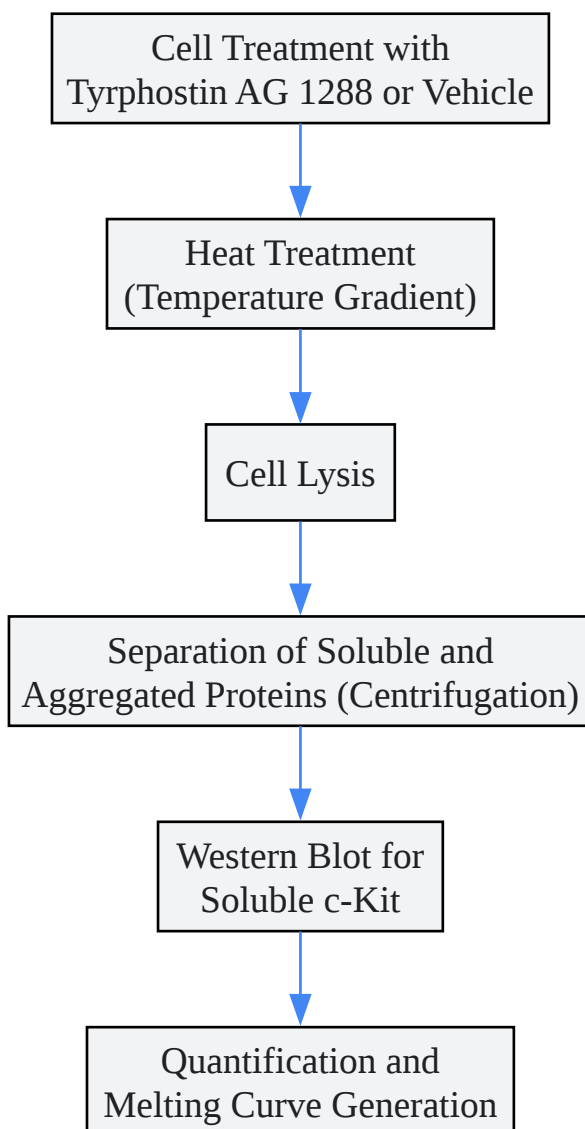 Cell Treatment with
Tyrphostin AG 1288 or Vehicle
Heat Treatment
(Temperature Gradient)
Cell Lysis
Separation of Soluble and
Aggregated Proteins (Centrifugation)
Western Blot for
Soluble c-Kit
Quantification and
Melting Curve Generation